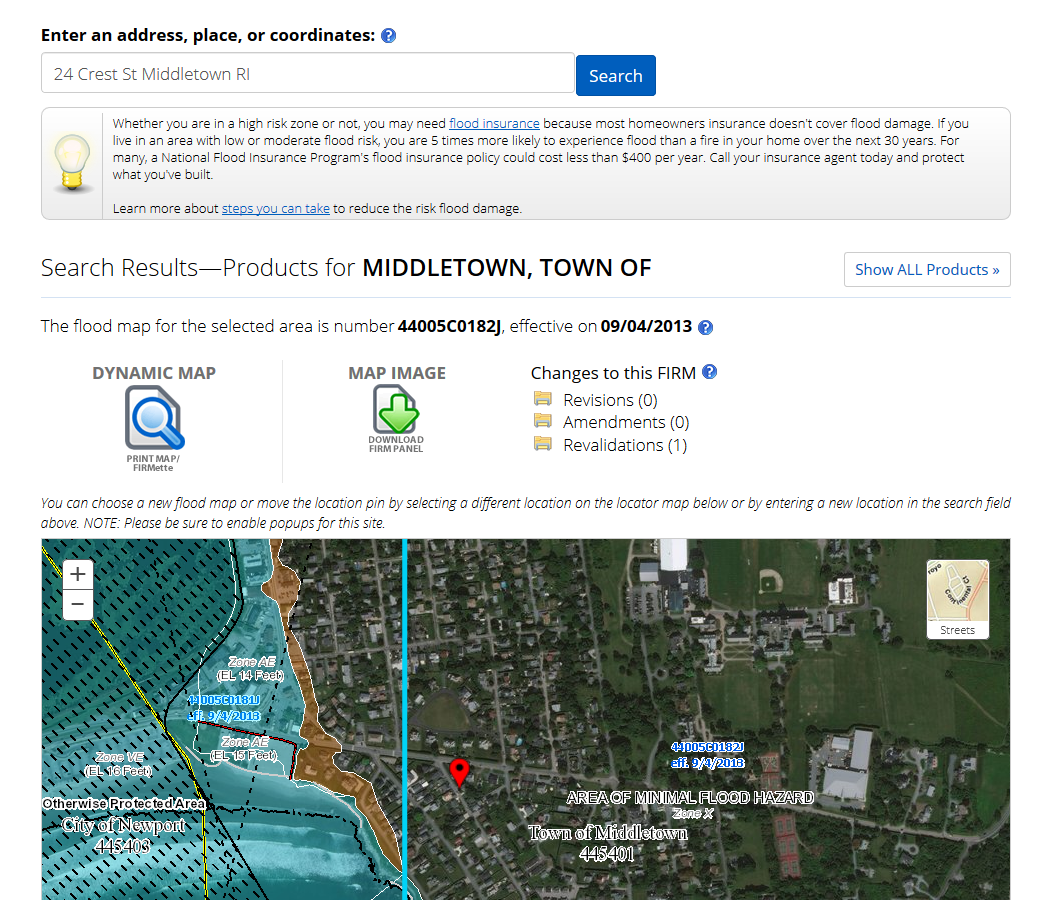 Enter an address, place, or coordinates:
24 Crest St Middletown RI
Search
Whether you are in a high risk zone or not, you may need flood insurance because most homeowners insurance doesn't cover flood damage. If you
live in an area with low or moderate flood risk, you are 5 times more likely to experience flood than a fire in your home over the next 30 years. For
many, a National Flood Insurance Program's flood insurance policy could cost less than $400 per year. Call your insurance agent today and protect
what you've built.
Learn more about steps you can take to reduce the risk flood damage.
Search Results—Products for MIDDLETOWN, TOWN OF
Show ALL Products »
The flood map for the selected area is number 44005C0182J, effective on 09/04/2013
DYNAMIC MAP
PRINT MAP/
FIRMette
MAP IMAGE
DOWNLOAD
FIRM PANEL
Changes to this FIRM
Revisions (0)
Amendments (0)
Revalidations (1)
You can choose a new flood map or move the location pin by selecting a different location on the locator map below or by entering a new location in the search field
above. NOTE: Please be sure to enable popups for this site.
+
−
Continental
Streets
Zone AE
(EL 14 Feet)
44005C0181J
eff. 9/4/2013
Zone AE
(EL 15 Feet)
Zone VE
(EL 16 Feet)
Otherwise Protected Area
City of Newport
445403
44005C0182J
eff. 9/4/2013
AREA OF MINIMAL FLOOD HAZARD
Zone X
Town of Middletown
445401